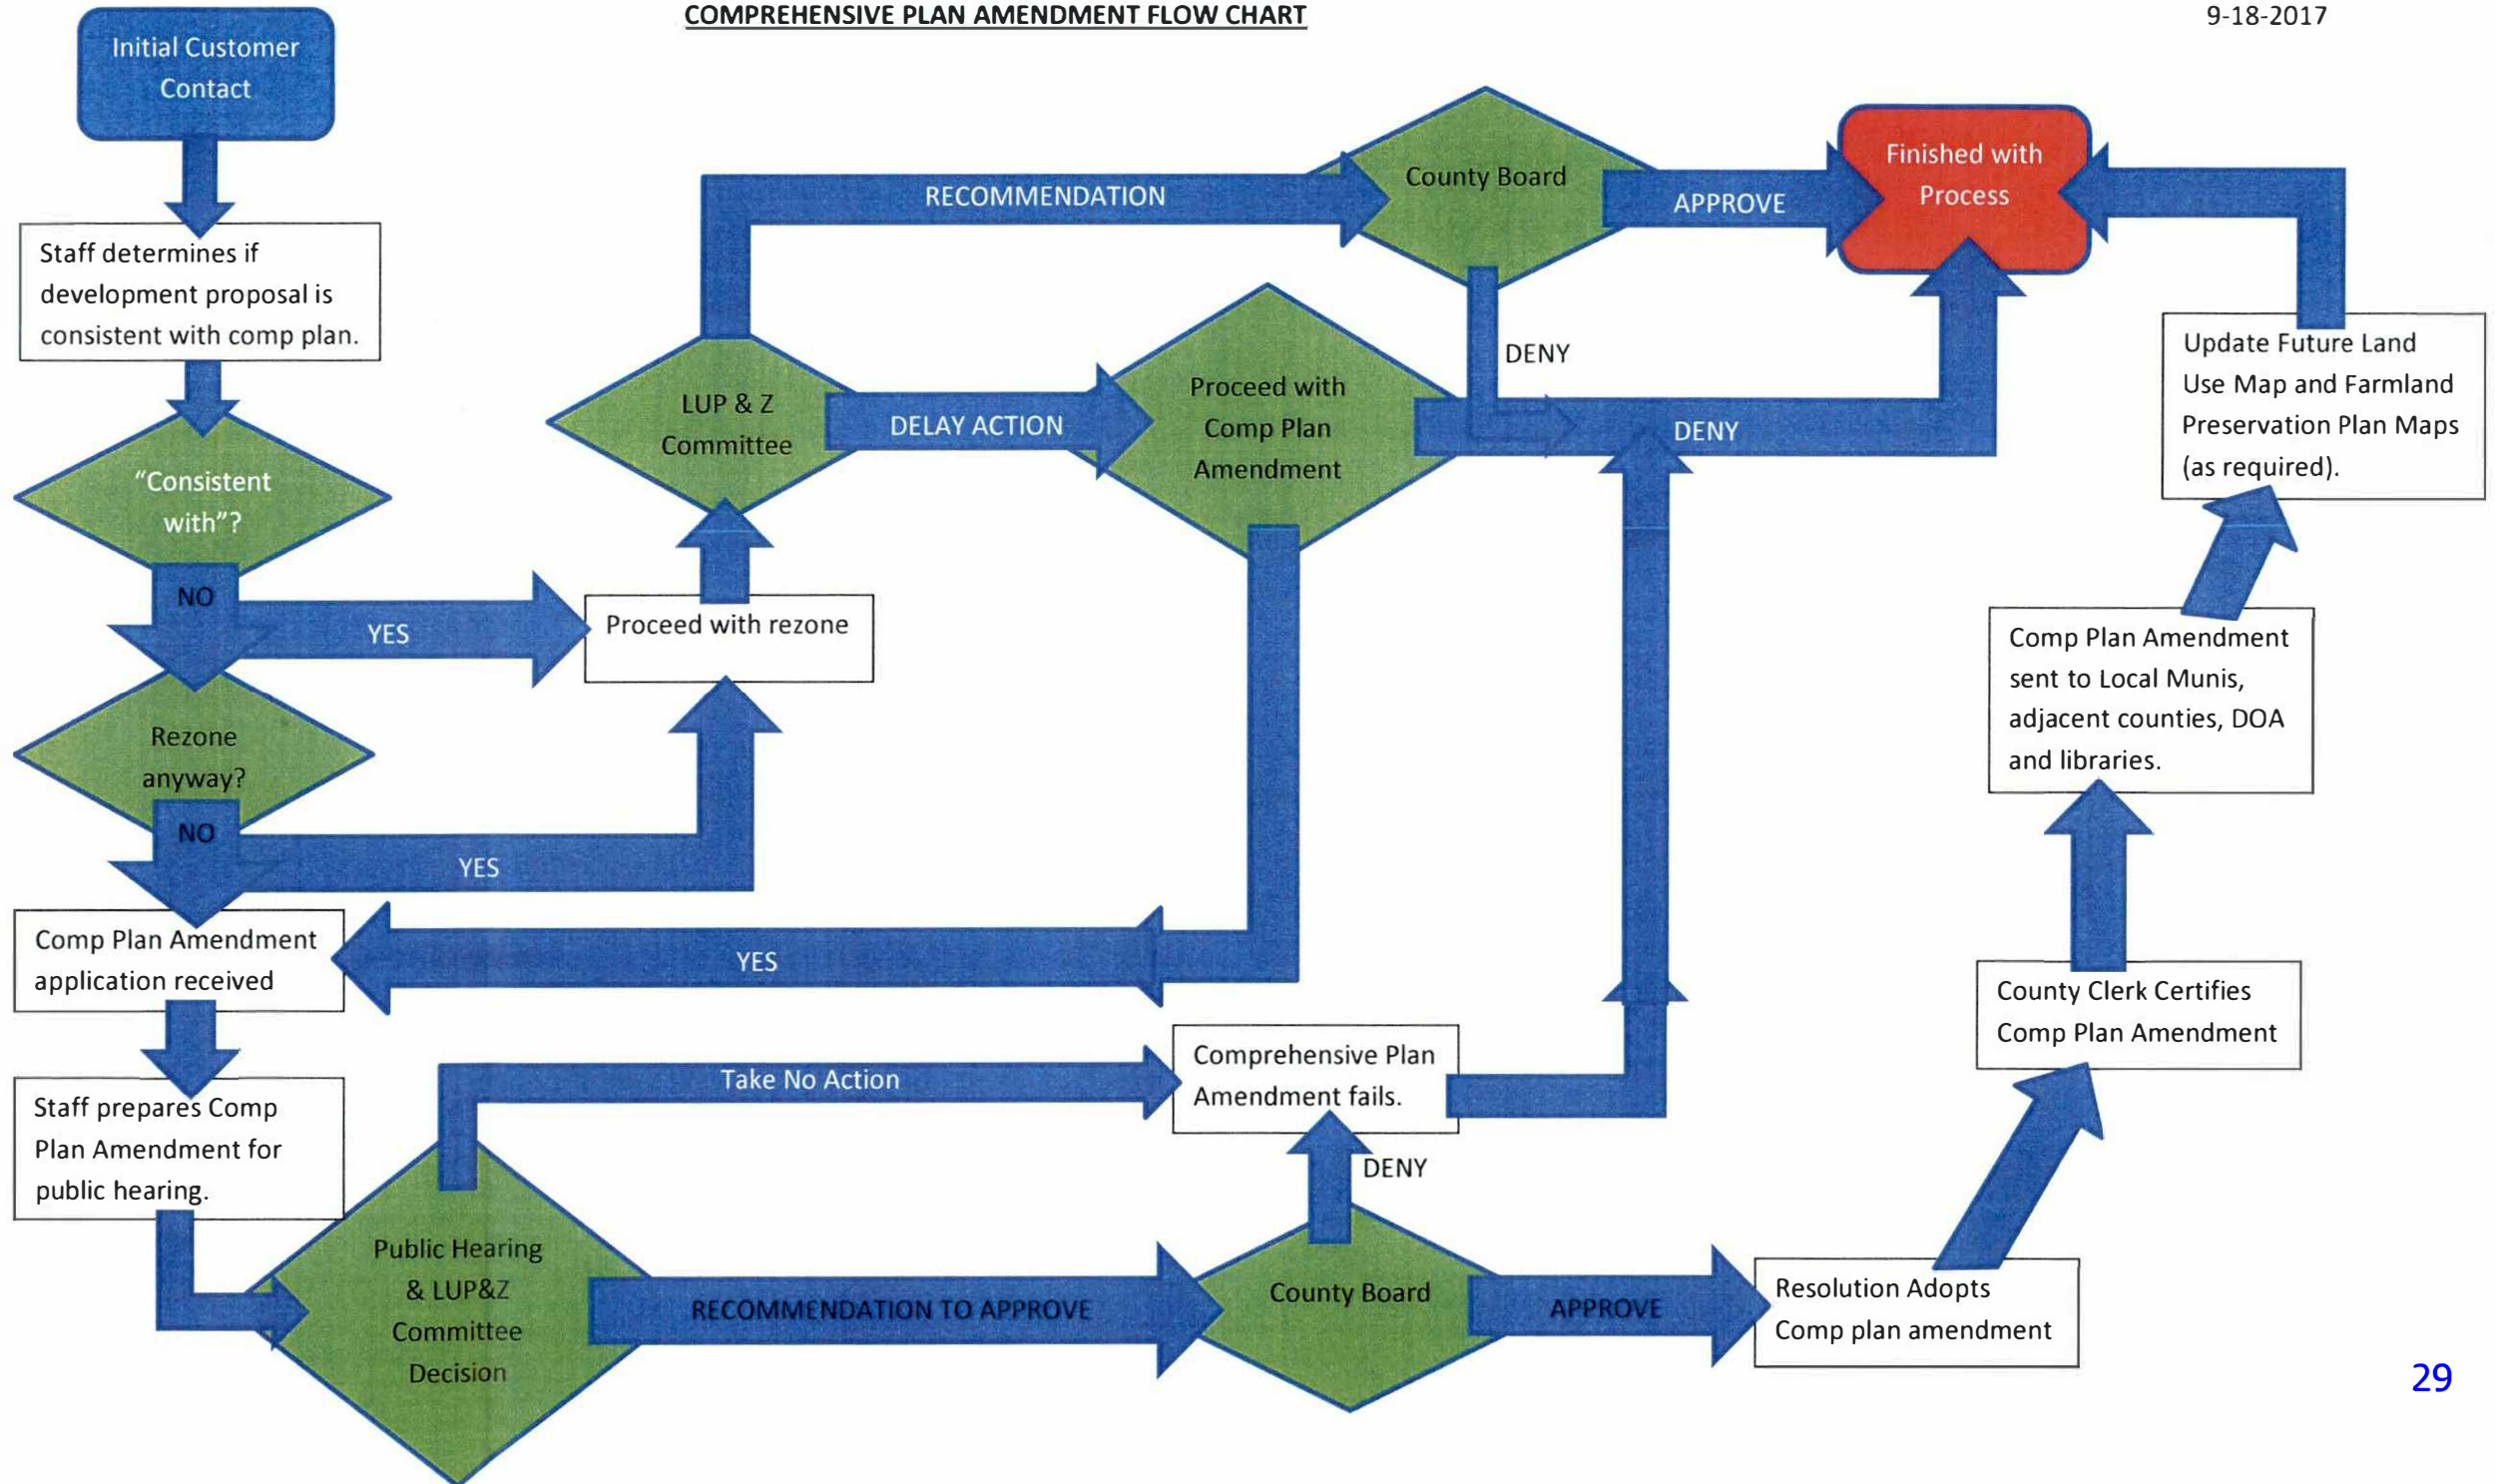 COMPREHENSIVE PLAN AMENDMENT FLOW CHART
9-18-2017
Initial Customer
Contact
Staff determines if
development proposal is
consistent with comp plan.
"Consistent
with"?
NO
YES
Proceed with rezone
Rezone
anyway?
NO
YES
LUP & Z
Committee
RECOMMENDATION
County Board
APPROVE
Finished with
Process
DENY
DELAY ACTION
Proceed with
Comp Plan
Amendment
DENY
YES
Comp Plan Amendment
application received
Staff prepares Comp
Plan Amendment for
public hearing.
Public Hearing
& LUP&Z
Committee
Decision
Take No Action
Comprehensive Plan
Amendment fails.
DENY
RECOMMENDATION TO APPROVE
County Board
APPROVE
Resolution Adopts
Comp plan amendment
County Clerk Certifies
Comp Plan Amendment
Comp Plan Amendment
sent to Local Munis,
adjacent counties, DOA
and libraries.
Update Future Land
Use Map and Farmland
Preservation Plan Maps
(as required).
29